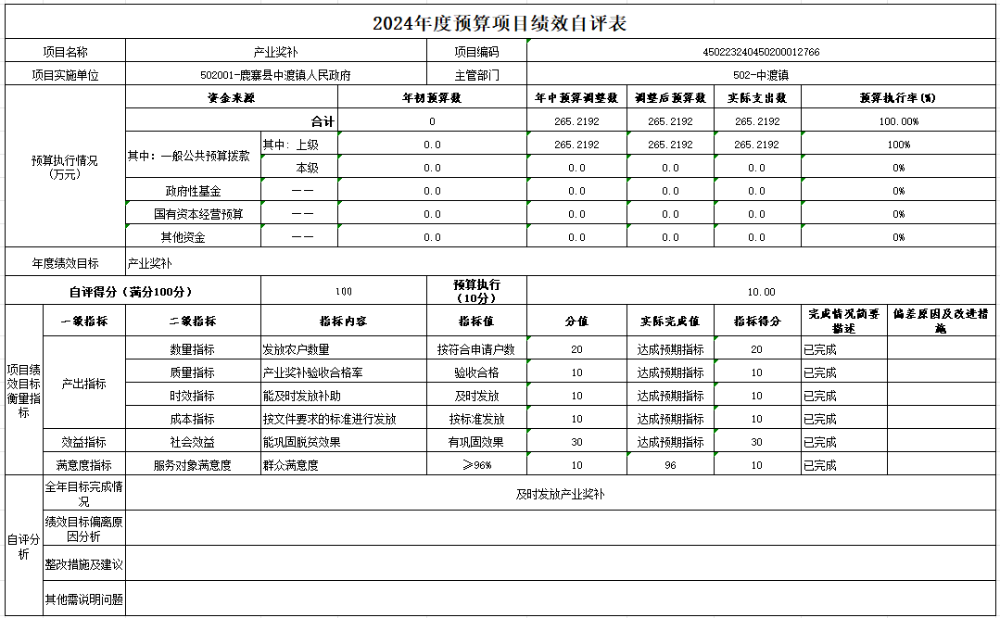 2024年度预算项目绩效自评表
项目名称 产业奖补 项目编码 450223240450200012766
项目实施单位 502001-鹿寨县中渡镇人民政府 主管部门 502-中渡镇
预算执行情况
(万元)
资金来源 年初预算数 年中预算调整数 调整后预算数 实际支出数 预算执行率(%)
合计 0 265.2192 265.2192 265.2192 100.00%
其中：一般公共预算拨款 其中：上级 0.0 265.2192 265.2192 265.2192 100%
本级 0.0 0.0 0.0 0.0 0%
政府性基金 —— 0.0 0.0 0.0 0.0 0%
国有资本经营预算 —— 0.0 0.0 0.0 0.0 0%
其他资金 —— 0.0 0.0 0.0 0.0 0%
年度绩效目标 产业奖补
自评得分（满分100分） 100 预算执行
（10分） 10.00
项目绩
效目标
衡量指
标
一级指标 二级指标 指标内容 指标值 分值 实际完成值 指标得分 完成情况简要
描述 偏差原因及改进措
施
产出指标 数量指标 发放农户数量 按符合申请户数 20 达成预期指标 20 已完成
质量指标 产业奖补验收合格率 验收合格 10 达成预期指标 10 已完成
时效指标 能及时发放补助 及时发放 10 达成预期指标 10 已完成
成本指标 按文件要求的标准进行发放 按标准发放 10 达成预期指标 10 已完成
效益指标 社会效益 能巩固脱贫效果 有巩固效果 30 达成预期指标 30 已完成
满意度指标 服务对象满意度 群众满意度 ≥96% 10 96 10 已完成
自评分
析
全年目标完成情
况 及时发放产业奖补
绩效目标偏离原
因分析
整改措施及建议
其他需说明问题